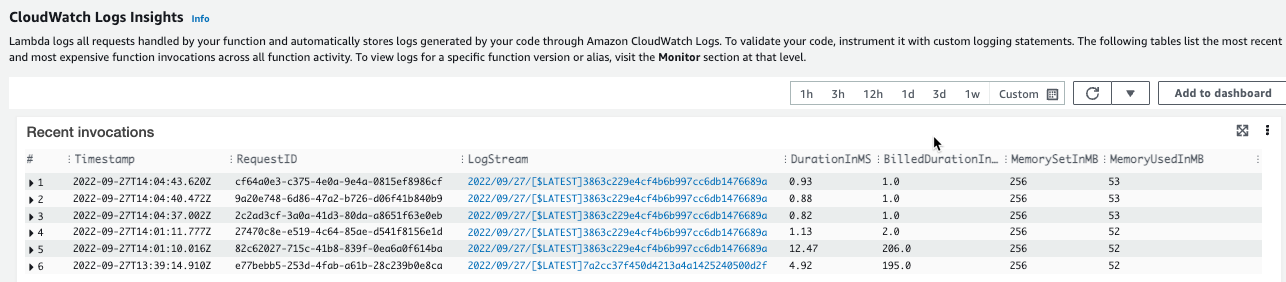 CloudWatch Logs Insights Info
Lambda logs all requests handled by your function and automatically stores logs generated by your code through Amazon CloudWatch Logs. To validate your code, instrument it with custom logging statements. The following tables list the most recent
and most expensive function invocations across all function activity. To view logs for a specific function version or alias, visit the Monitor section at that level.
1h 3h 12h 1d 3d 1w Custom Add to dashboard
Recent invocations
# Timestamp RequestID LogStream DurationInMS BilledDurationIn... MemorySetInMB MemoryUsedInMB
1 2022-09-27T14:04:43.620Z cf64a0e3-c375-4e0a-9e4a-0815ef8986cf 2022/09/27/[$LATEST]3863c229e4cf4b6b997cc6db1476689a 0.93 1.0 256 53
2 2022-09-27T14:04:40.472Z 9a20e748-6d86-47a2-b726-d06f41b840b9 2022/09/27/[$LATEST]3863c229e4cf4b6b997cc6db1476689a 0.88 1.0 256 53
3 2022-09-27T14:04:37.002Z 2c2ad3cf-3a0a-41d3-80da-a8651f63e0eb 2022/09/27/[$LATEST]3863c229e4cf4b6b997cc6db1476689a 0.82 1.0 256 53
4 2022-09-27T14:01:11.777Z 27470c8e-e519-4c64-85ae-d541f8156e1d 2022/09/27/[$LATEST]3863c229e4cf4b6b997cc6db1476689a 1.13 2.0 256 52
5 2022-09-27T14:01:10.016Z 82c62027-715c-41b8-839f-0ea6a0f614ba 2022/09/27/[$LATEST]3863c229e4cf4b6b997cc6db1476689a 12.47 206.0 256 52
6 2022-09-27T13:39:14.910Z e77bebb5-253d-4fab-a61b-28c239b0e8ca 2022/09/27/[$LATEST]7a2cc37f450d4213a4a1425240500d2f 4.92 195.0 256 52